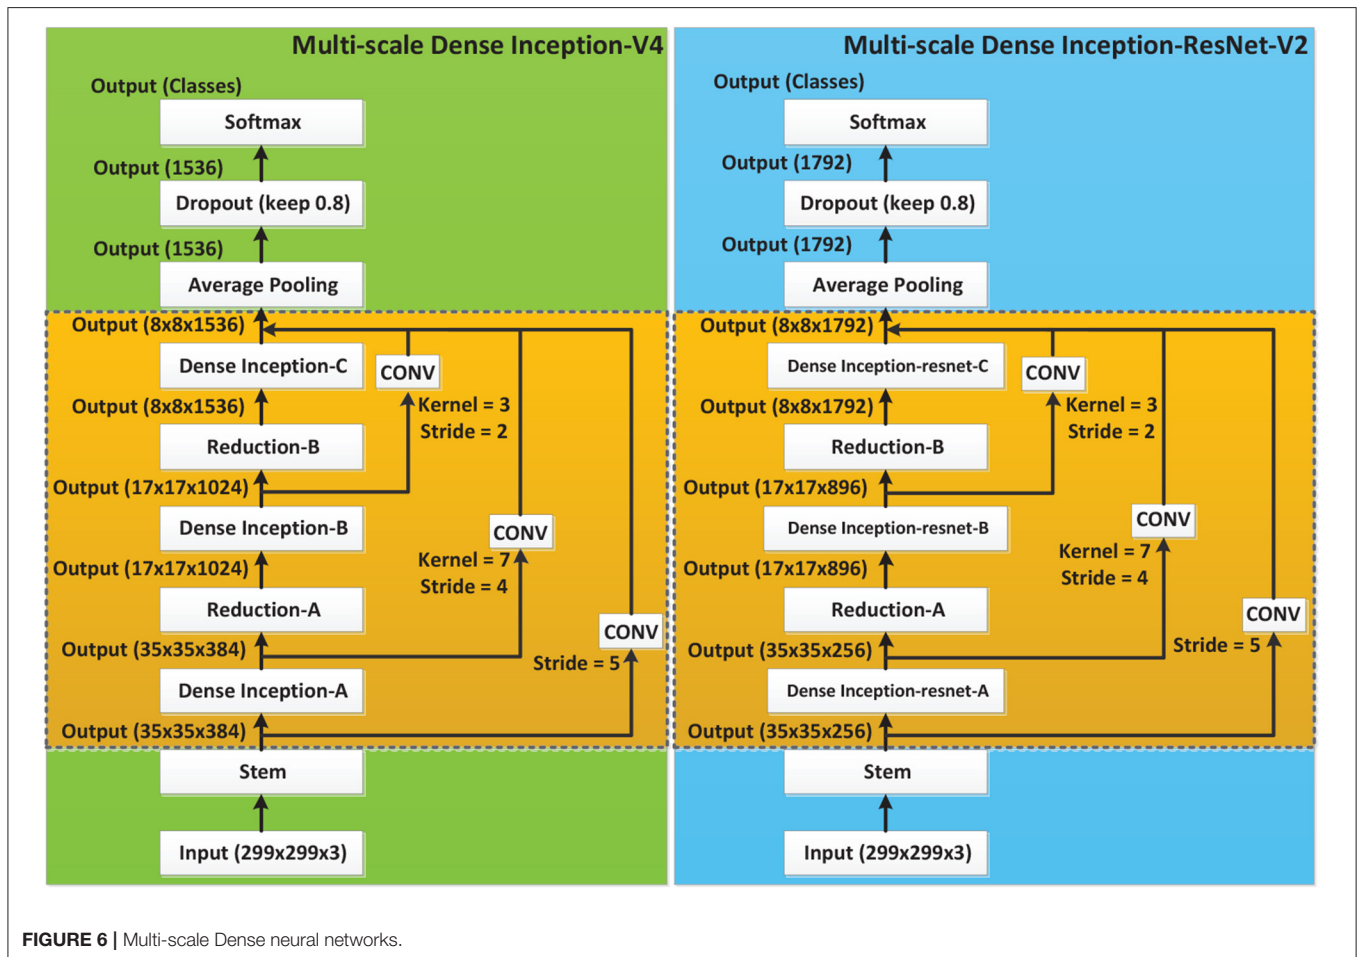 Multi-scale Dense Inception-V4
Output (Classes)
Softmax
Output (1536)
Dropout (keep 0.8)
Output (1536)
Average Pooling
Output (8x8x1536)
Dense Inception-C
CONV
Output (8x8x1536)
Kernel = 3
Stride = 2
Reduction-B
Output (17x17x1024)
Dense Inception-B
CONV
Kernel = 7
Stride = 4
Output (17x17x1024)
Reduction-A
CONV
Output (35x35x384)
Stride = 5
Dense Inception-A
Output (35x35x384)
Stem
Input (299x299x3)
Multi-scale Dense Inception-ResNet-V2
Output (Classes)
Softmax
Output (1792)
Dropout (keep 0.8)
Output (1792)
Average Pooling
Output (8x8x1792)
Dense Inception-resnet-C
CONV
Output (8x8x1792)
Kernel = 3
Stride = 2
Reduction-B
Output (17x17x896)
Dense Inception-resnet-B
CONV
Kernel = 7
Stride = 4
Output (17x17x896)
Reduction-A
CONV
Output (35x35x256)
Stride = 5
Dense Inception-resnet-A
Output (35x35x256)
Stem
Input (299x299x3)
FIGURE 6 | Multi-scale Dense neural networks.